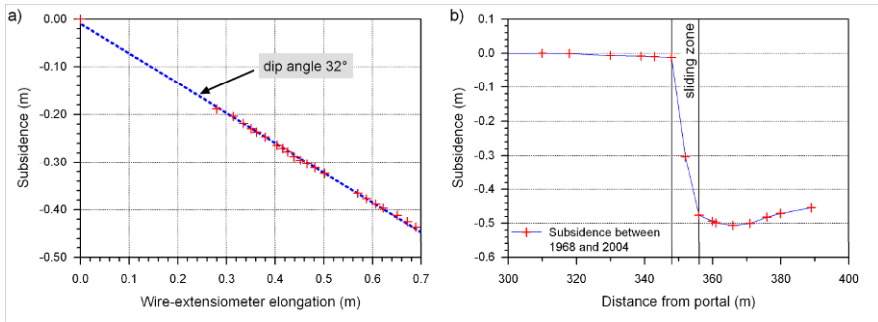 a)
0.00
-0.10
-0.20
-0.30
-0.40
-0.50
Subsidence (m)
dip angle 32°
0.0 0.1 0.2 0.3 0.4 0.5 0.6 0.7
Wire-extensiometer elongation (m)
b)
0.1
0.0
-0.1
-0.2
-0.3
-0.4
-0.5
-0.6
Subsidence (m)
sliding zone
Subsidence between
1968 and 2004
300 320 340 360 380 400
Distance from portal (m)